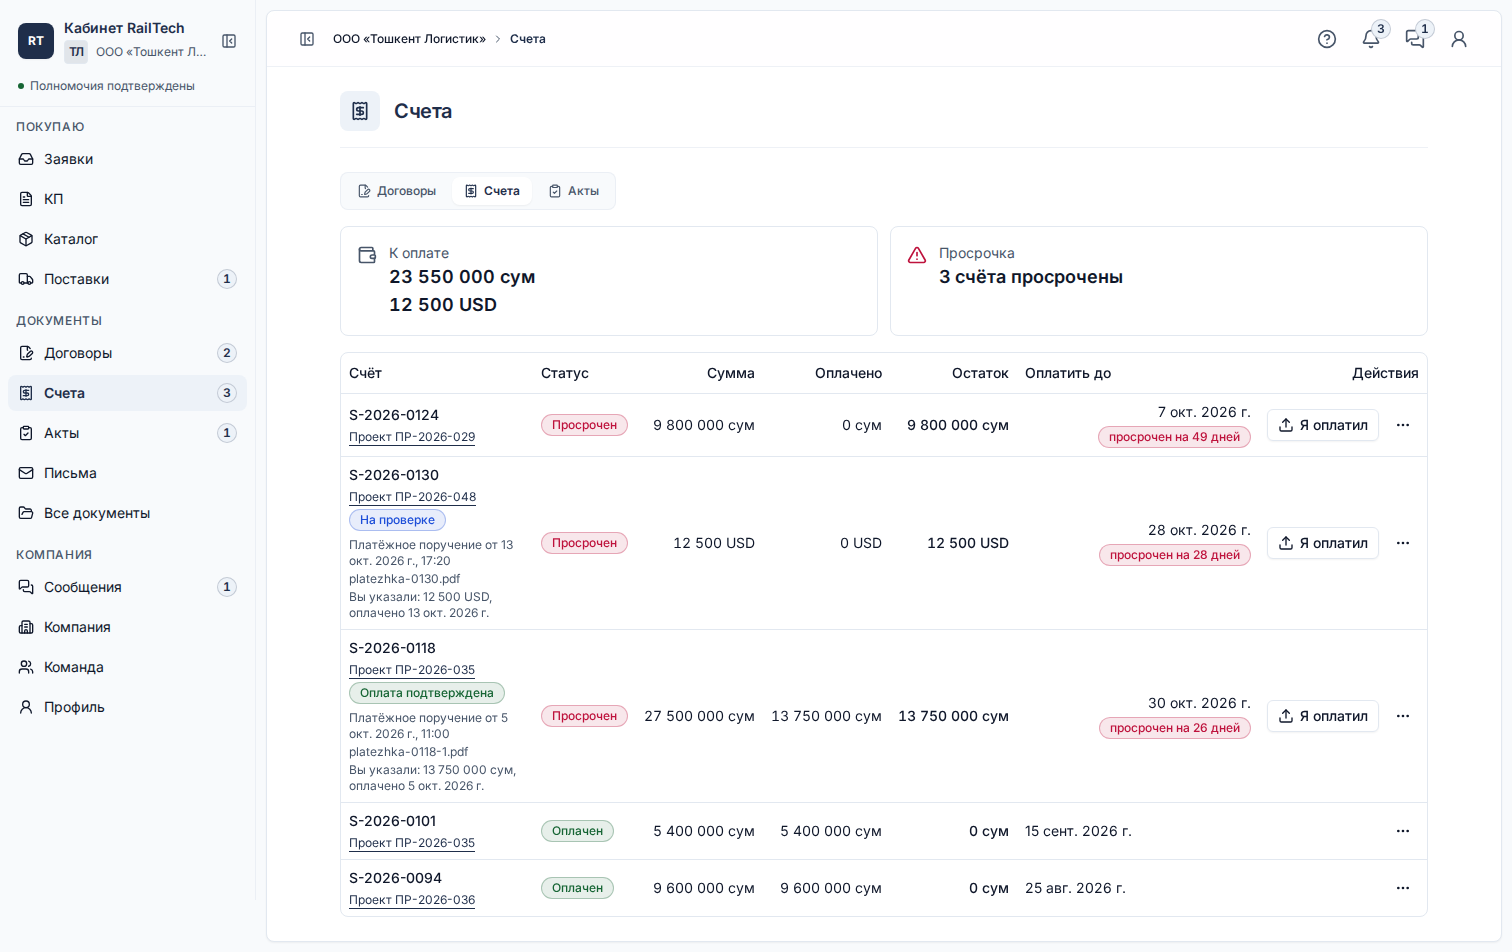 RT
Кабинет RailTech
ТЛ ООО «Тошкент Л...
Полномочия подтверждены
ПОКУПАЮ
Заявки
КП
Каталог
Поставки 1
ДОКУМЕНТЫ
Договоры 2
Счета 3
Акты 1
Письма
Все документы
КОМПАНИЯ
Сообщения 1
Компания
Команда
Профиль
ООО «Тошкент Логистик» > Счета
3
1
Счета
Договоры Счета Акты
К оплате
23 550 000 сум
12 500 USD
Просрочка
3 счёта просрочены
Счёт Статус Сумма Оплачено Остаток Оплатить до Действия
S-2026-0124
Проект ПР-2026-029
Просрочен 9 800 000 сум 0 сум 9 800 000 сум
7 окт. 2026 г.
просрочен на 49 дней
Я оплатил ...
S-2026-0130
Проект ПР-2026-048
На проверке
Платёжное поручение от 13
окт. 2026 г., 17:20
platezhka-0130.pdf
Вы указали: 12 500 USD,
оплачено 13 окт. 2026 г.
Просрочен 12 500 USD 0 USD 12 500 USD
28 окт. 2026 г.
просрочен на 28 дней
Я оплатил ...
S-2026-0118
Проект ПР-2026-035
Оплата подтверждена
Платёжное поручение от 5
окт. 2026 г., 11:00
platezhka-0118-1.pdf
Вы указали: 13 750 000 сум,
оплачено 5 окт. 2026 г.
Просрочен 27 500 000 сум 13 750 000 сум 13 750 000 сум
30 окт. 2026 г.
просрочен на 26 дней
Я оплатил ...
S-2026-0101
Проект ПР-2026-035
Оплачен 5 400 000 сум 5 400 000 сум 0 сум 15 сент. 2026 г. ...
S-2026-0094
Проект ПР-2026-036
Оплачен 9 600 000 сум 9 600 000 сум 0 сум 25 авг. 2026 г. ...